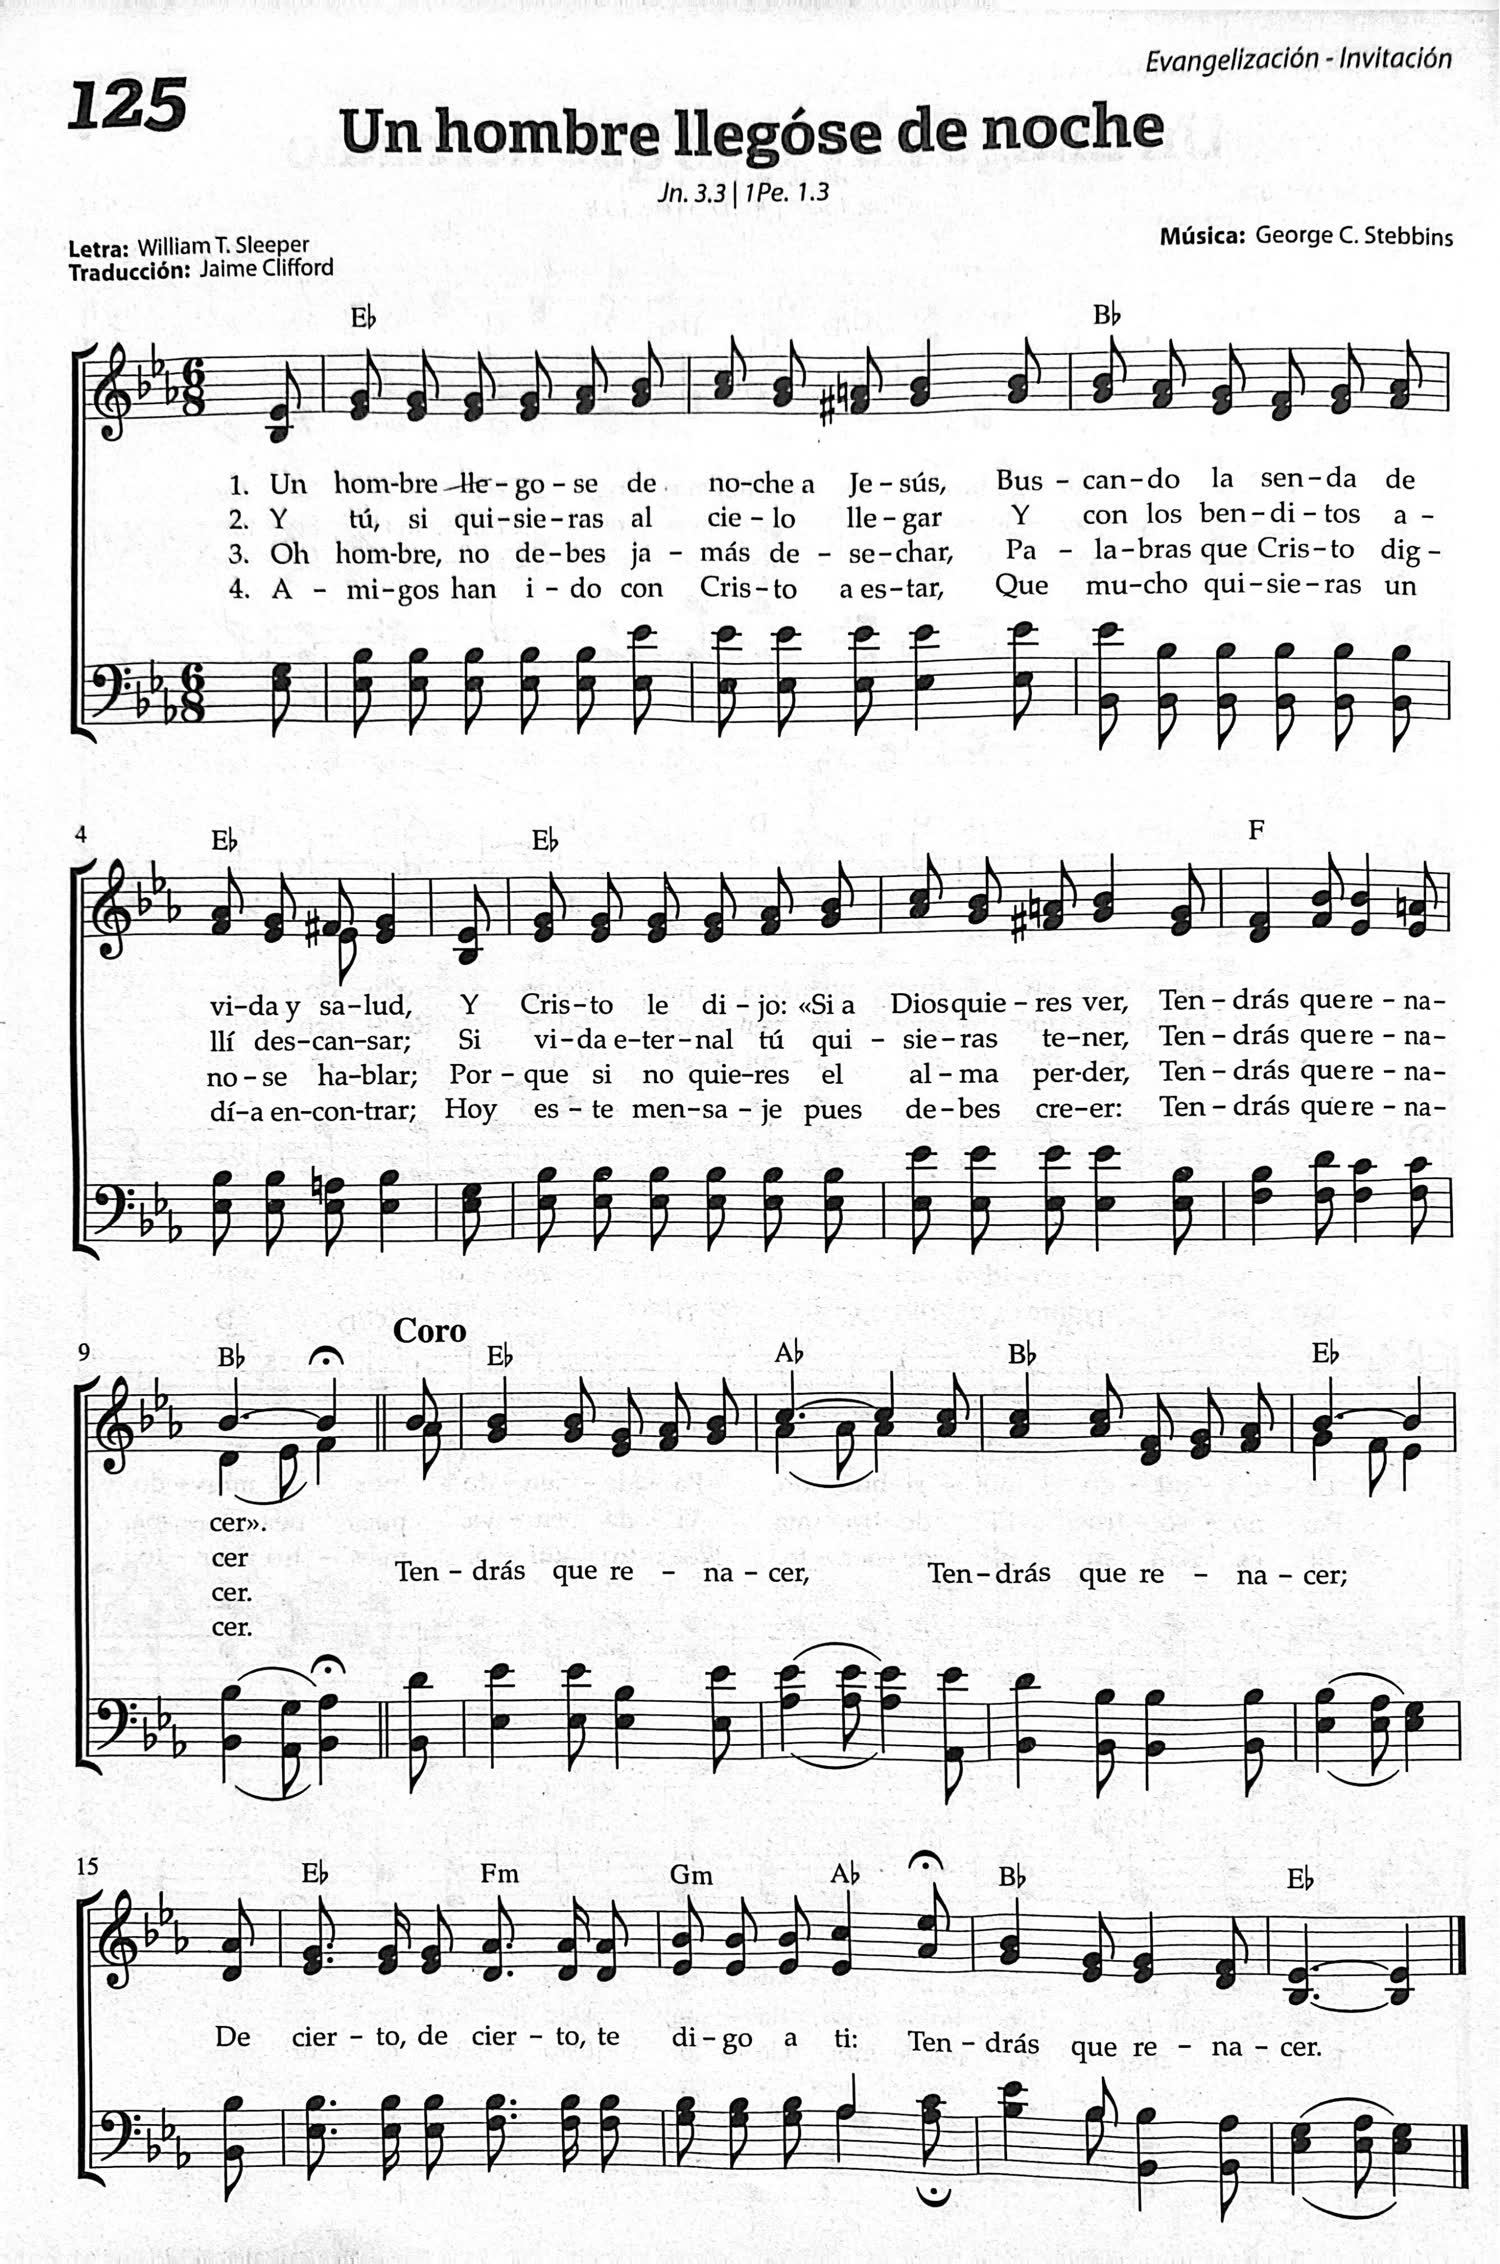 Evangelización - Invitación
125
Un hombre llegóse de noche
Jn. 3.3 | 1Pe. 1.3
Letra: William T. Sleeper
Música: George C. Stebbins
Traducción: Jaime Clifford
E♭ B♭
6 8
1. Un hom-bre lle-go-se de no-che a Je-sús, Bus-can-do la sen-da de
2. Y tú, si qui-sie-ras al cie-lo lle-gar Y con los ben-di-tos a-
3. Oh hom-bre, no de-bes ja-más de-se-char, Pa-la-bras que Cris-to dig-
4. A-mi-gos han i-do con Cris-to a es-tar, Que mu-cho qui-sie-ras un
6 8
4 E♭ E♭ F
vi-da y sa-lud, Y Cris-to le di-jo: «Si a Dios quie-res ver, Ten-drás que re-na-
llí des-can-sar; Si vi-da e-ter-nal tú qui-sie-ras te-ner, Ten-drás que re-na-
no-se ha-blar; Por-que si no quie-res el al-ma per-der, Ten-drás que re-na-
dí-a en-con-trar; Hoy es-te men-sa-je pues de-bes cre-er: Ten-drás que re-na-
Coro
9 B♭ E♭ A♭ B♭ E♭
cer».
cer
cer.
cer.
Ten-drás que re-na-cer, Ten-drás que re-na-cer;
15 E♭ Fm Gm A♭ B♭ E♭
De cier-to, de cier-to, te di-go a ti: Ten-drás que re-na-cer.